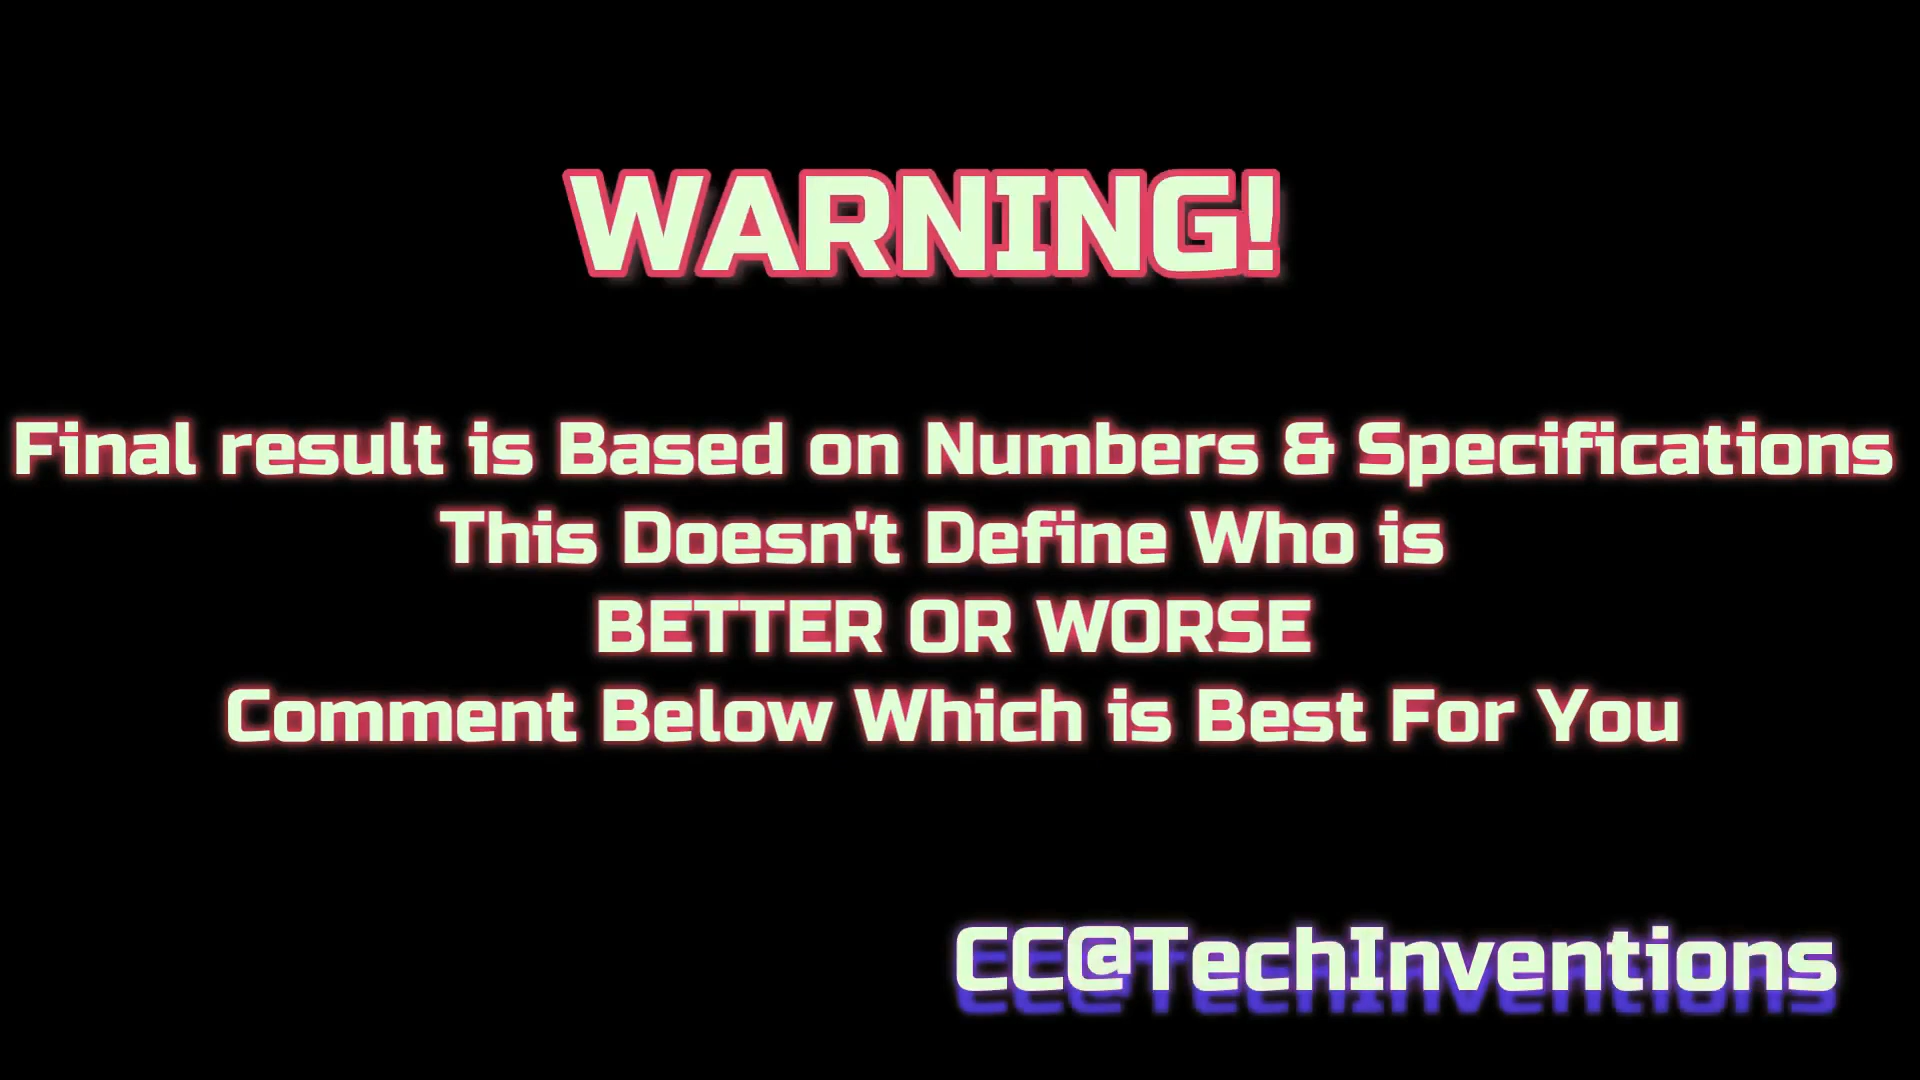 WARNING!
Final result is Based on Numbers & Specifications
This Doesn't Define Who is
BETTER OR WORSE
Comment Below Which is Best For You
CC@TechInventions